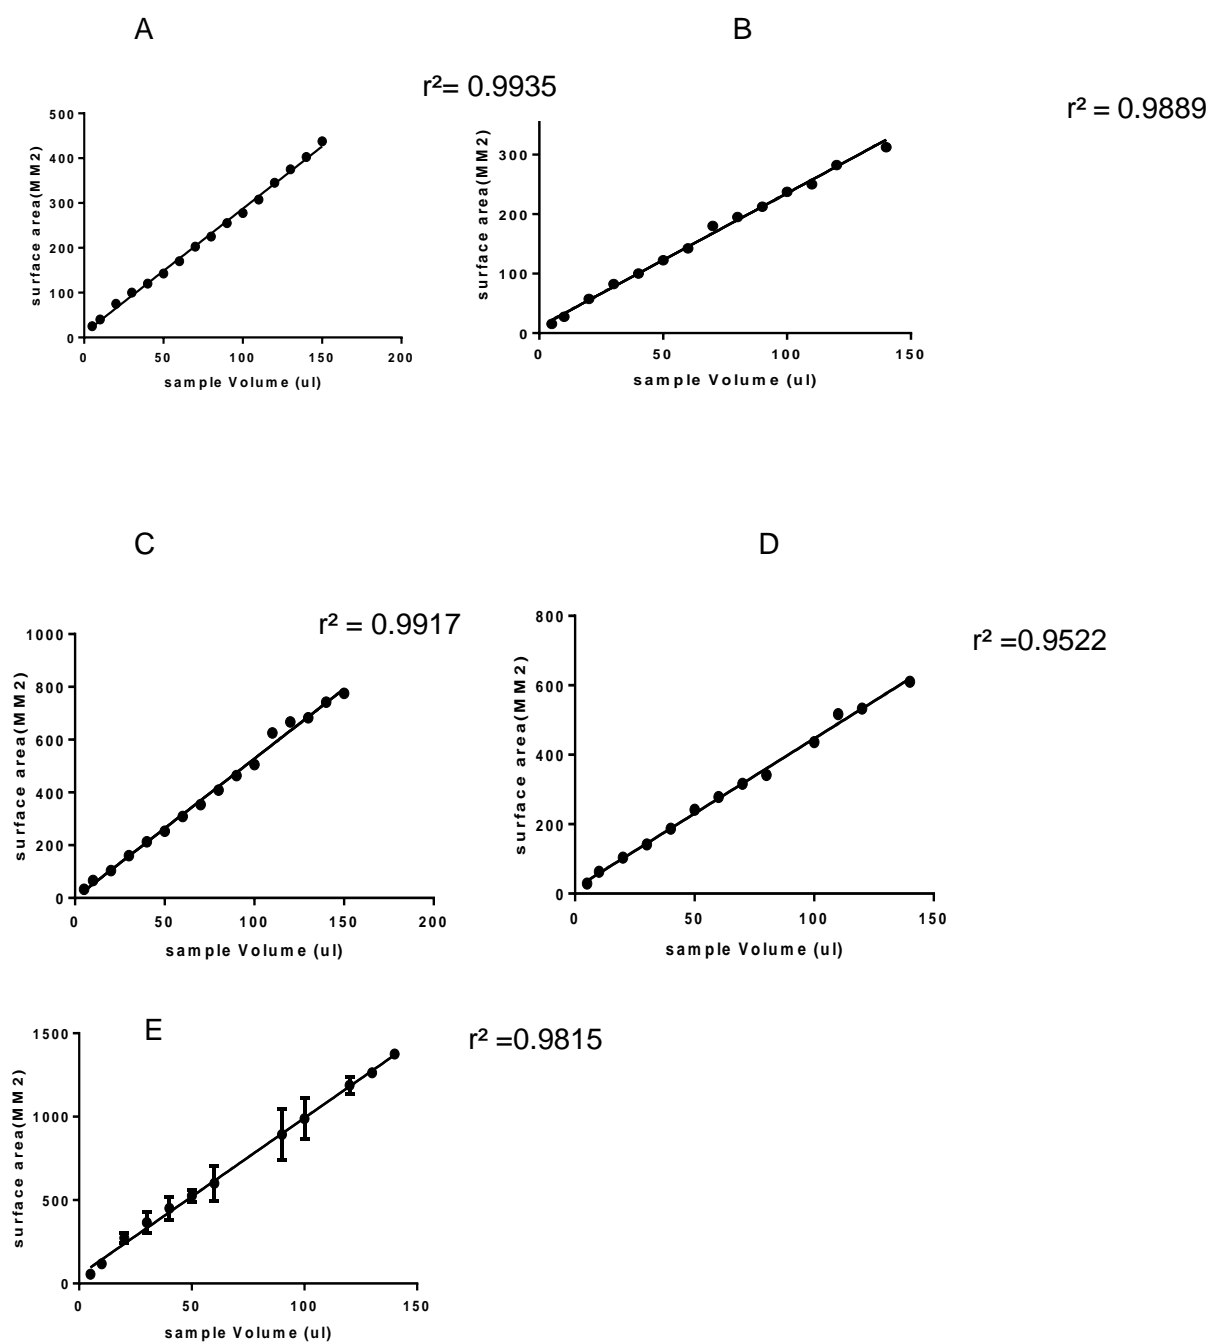 A
B
r²= 0.9935
r² = 0.9889
500
400
300
200
100
0
surface area(MM2)
0 50 100 150 200
sample Volume (ul)
300
200
100
0
surface area(MM2)
0 50 100 150
sample Volume (ul)
C
D
r² = 0.9917
r² =0.9522
1000
800
600
400
200
0
surface area(MM2)
0 50 100 150 200
sample Volume (ul)
800
600
400
200
0
surface area(MM2)
0 50 100 150
sample Volume (ul)
E
r² =0.9815
1500
1000
500
0
surface area(MM2)
0 50 100 150
sample Volume (ul)